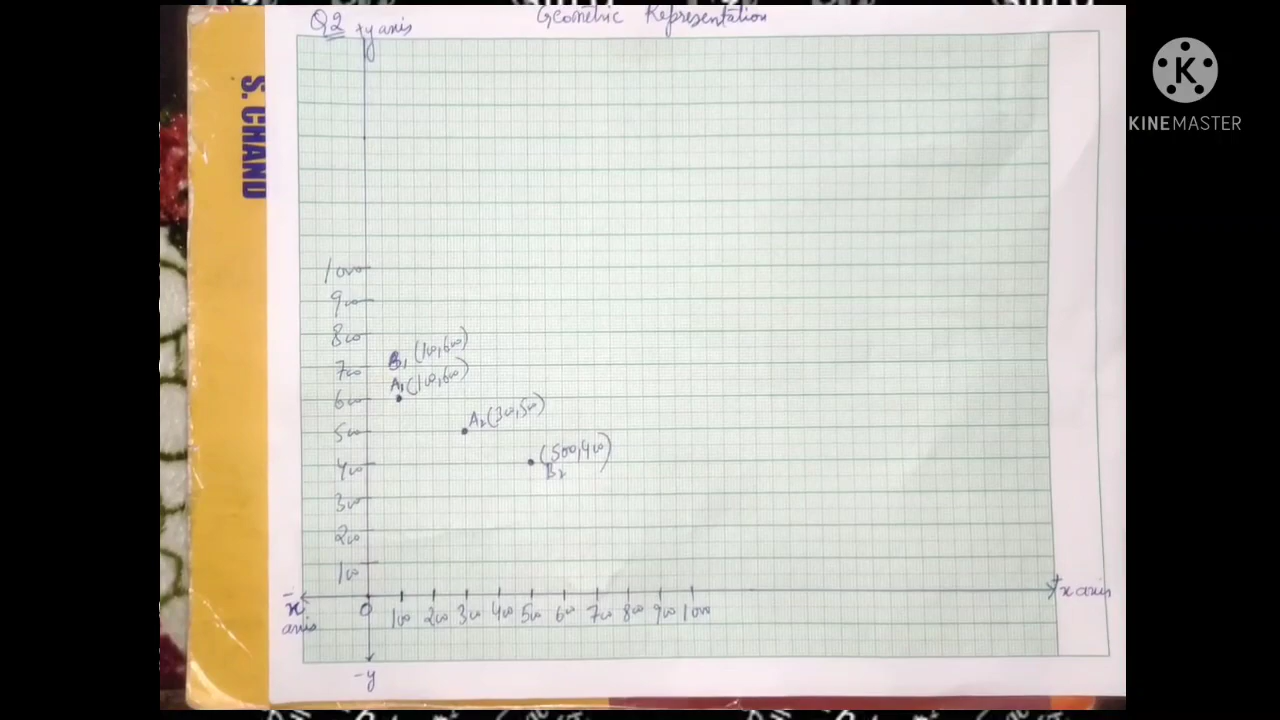 Geometric Representation
Q2
+y axis
S. CHAND
KINEMASTER
1000
900
800
B₁ (100,600)
700
A₁ (100,600)
600
A₂ (300,500)
500
(500,400)
B₂
400
300
200
100
-x axis
0 100 200 300 400 500 600 700 800 900 1000
+x axis
-y